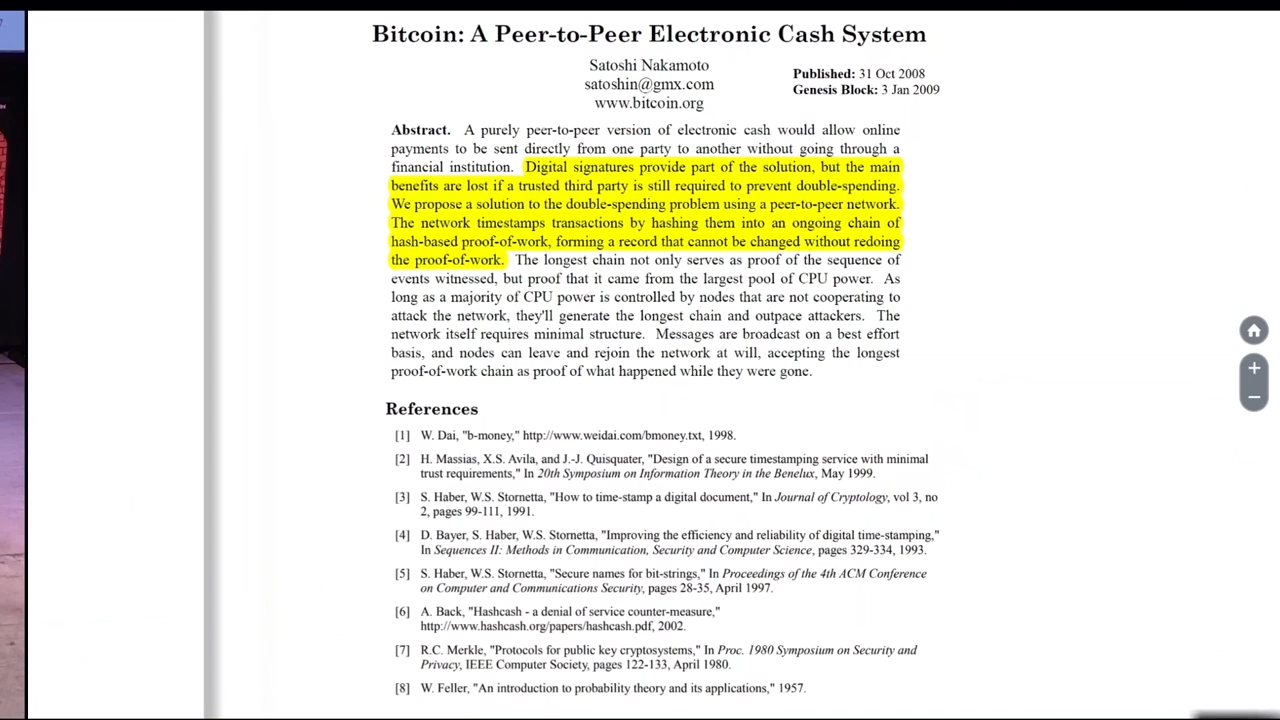 Bitcoin: A Peer-to-Peer Electronic Cash System
Satoshi Nakamoto
satoshin@gmx.com
www.bitcoin.org
Published: 31 Oct 2008
Genesis Block: 3 Jan 2009
Abstract. A purely peer-to-peer version of electronic cash would allow online
payments to be sent directly from one party to another without going through a
financial institution. Digital signatures provide part of the solution, but the main
benefits are lost if a trusted third party is still required to prevent double-spending.
We propose a solution to the double-spending problem using a peer-to-peer network.
The network timestamps transactions by hashing them into an ongoing chain of
hash-based proof-of-work, forming a record that cannot be changed without redoing
the proof-of-work. The longest chain not only serves as proof of the sequence of
events witnessed, but proof that it came from the largest pool of CPU power. As
long as a majority of CPU power is controlled by nodes that are not cooperating to
attack the network, they'll generate the longest chain and outpace attackers. The
network itself requires minimal structure. Messages are broadcast on a best effort
basis, and nodes can leave and rejoin the network at will, accepting the longest
proof-of-work chain as proof of what happened while they were gone.
References
[1] W. Dai, "b-money," http://www.weidai.com/bmoney.txt, 1998.
[2] H. Massias, X.S. Avila, and J.-J. Quisquater, "Design of a secure timestamping service with minimal
trust requirements," In 20th Symposium on Information Theory in the Benelux, May 1999.
[3] S. Haber, W.S. Stornetta, "How to time-stamp a digital document," In Journal of Cryptology, vol 3, no
2, pages 99-111, 1991.
[4] D. Bayer, S. Haber, W.S. Stornetta, "Improving the efficiency and reliability of digital time-stamping,"
In Sequences II: Methods in Communication, Security and Computer Science, pages 329-334, 1993.
[5] S. Haber, W.S. Stornetta, "Secure names for bit-strings," In Proceedings of the 4th ACM Conference
on Computer and Communications Security, pages 28-35, April 1997.
[6] A. Back, "Hashcash - a denial of service counter-measure,"
http://www.hashcash.org/papers/hashcash.pdf, 2002.
[7] R.C. Merkle, "Protocols for public key cryptosystems," In Proc. 1980 Symposium on Security and
Privacy, IEEE Computer Society, pages 122-133, April 1980.
[8] W. Feller, "An introduction to probability theory and its applications," 1957.